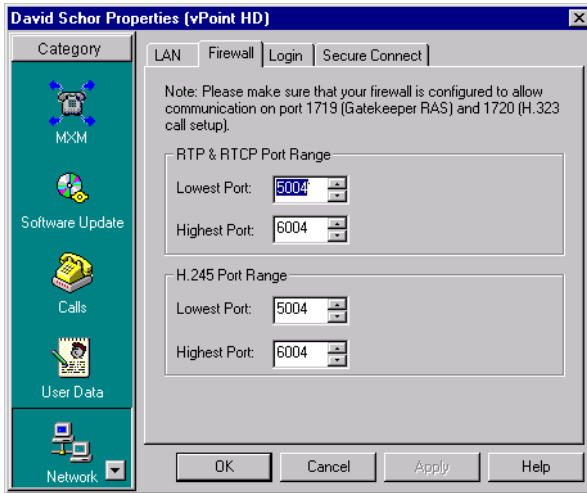 David Schor Properties (vPoint HD)
Category
MXM
Software Update
Calls
User Data
Network
LAN
Firewall
Login
Secure Connect
Note: Please make sure that your firewall is configured to allow
communication on port 1719 (Gatekeeper RAS) and 1720 (H.323
call setup).
RTP & RTCP Port Range
Lowest Port: 5004
Highest Port: 6004
H.245 Port Range
Lowest Port: 5004
Highest Port: 6004
OK
Cancel
Apply
Help